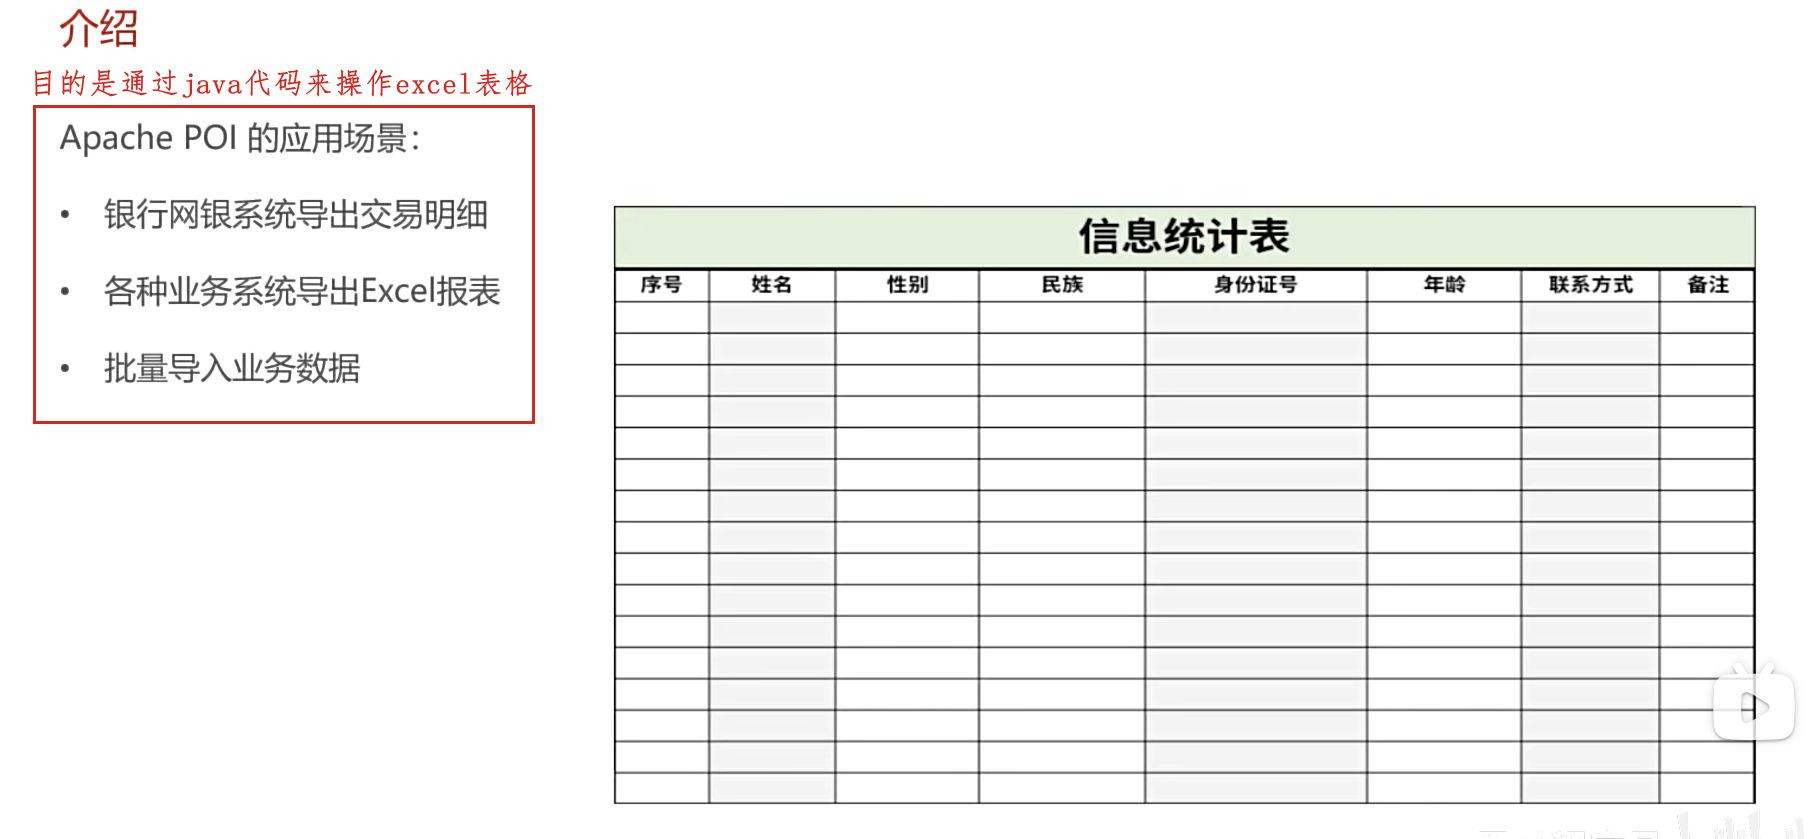 介绍
目的是通过java代码来操作excel表格
Apache POI 的应用场景：
• 银行网银系统导出交易明细
• 各种业务系统导出Excel报表
• 批量导入业务数据
信息统计表
序号 姓名 性别 民族 身份证号 年龄 联系方式 备注